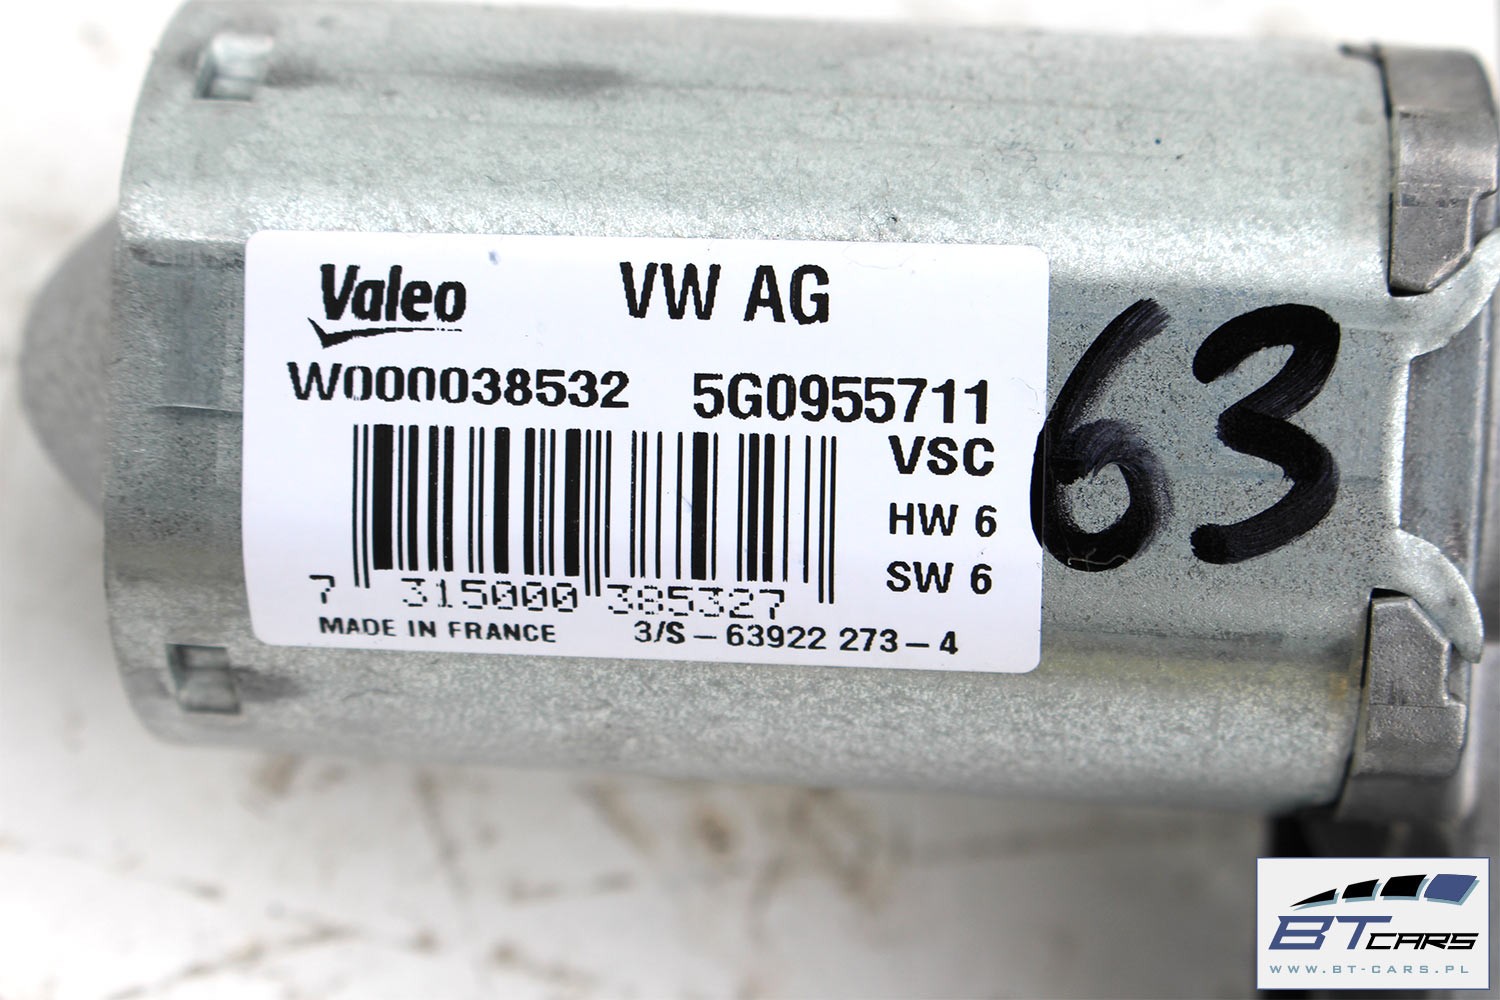 Valeo VW AG
W000038532 5G0955711
VSC
HW 6
SW 6
7 315000 385327
MADE IN FRANCE 3/S - 63922 273 - 4
63
BT CARS
WWW.BT-CARS.PL